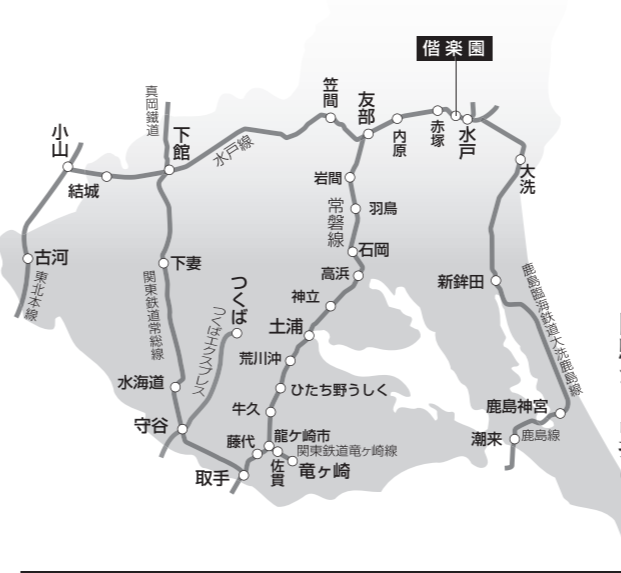 偕楽園
真岡鐵道
笠間
友部
小山
下館
水戸線
内原
赤塚
水戸
大洗
結城
岩間
常磐線
羽鳥
石岡
古河
東北本線
下妻
関東鉄道常総線
つくば
つくばエクスプレス
高浜
神立
土浦
新鉾田
鹿島臨海鉄道大洗鹿島線
荒川沖
水海道
ひたち野うしく
守谷
牛久
鹿島神宮
潮来
鹿島線
藤代
龍ケ崎市
関東鉄道竜ヶ崎線
佐貫
竜ヶ崎
取手